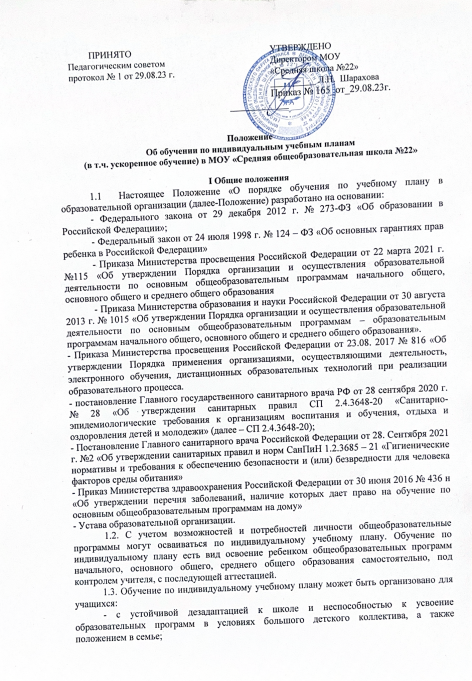 ПРИНЯТО
Педагогическим советом
протокол № 1 от 29.08.23 г.
УТВЕРЖДЕНО
Директором МОУ
«Средняя школа №22»
Л.Н. Шарахова
Приказ № 165 от_29.08.23г.
Положение
Об обучении по индивидуальным учебным планам
(в т.ч. ускоренное обучение) в МОУ «Средняя общеобразовательная школа №22»
I Общие положения
1.1 Настоящее Положение «О порядке обучения по учебному плану в
образовательной организации (далее-Положение) разработано на основании:
- Федерального закона от 29 декабря 2012 г. № 273-ФЗ «Об образовании в
Российской Федерации»;
- Федеральный закон от 24 июля 1998 г. № 124 – ФЗ «Об основных гарантиях прав
ребенка в Российской Федерации»
- Приказа Министерства просвещения Российской Федерации от 22 марта 2021 г.
№115 «Об утверждении Порядка организации и осуществления образовательной
деятельности по основным общеобразовательным программам начального общего,
основного общего и среднего общего образования
- Приказа Министерства образования и науки Российской Федерации от 30 августа
2013 г. № 1015 «Об утверждении Порядка организации и осуществления образовательной
деятельности по основным общеобразовательным программам – образовательным
программам начального общего, основного общего и среднего общего образования».
- Приказа Министерства просвещения Российской Федерации от 23.08. 2017 № 816 «Об
утверждении Порядка применения организациями, осуществляющими деятельность,
электронного обучения, дистанционных образовательных технологий при реализации
образовательного процесса.
- постановление Главного государственного санитарного врача РФ от 28 сентября 2020 г.
№ 28 «Об утверждении санитарных правил СП 2.4.3648-20 «Санитарно-
эпидемиологические требования к организациям воспитания и обучения, отдыха и
оздоровления детей и молодежи» (далее – СП 2.4.3648-20);
- Постановление Главного санитарного врача Российской Федерации от 28. Сентября 2021
г. №2 «Об утверждении санитарных правил и норм СанПиН 1.2.3685 – 21 «Гигиенические
нормативы и требования к обеспечению безопасности и (или) безвредности для человека
факторов среды обитания»
- Приказ Министерства здравоохранения Российской Федерации от 30 июня 2016 № 436 н
«Об утверждении перечня заболеваний, наличие которых дает право на обучение по
основным общеобразовательным программам на дому»
- Устава образовательной организации.
1.2. С учетом возможностей и потребностей личности общеобразовательные
программы могут осваиваться по индивидуальному учебному плану. Обучение по
индивидуальному плану есть вид освоение ребенком общеобразовательных программ
начального, основного общего, среднего общего образования самостоятельно, под
контролем учителя, с последующей аттестацией.
1.3. Обучение по индивидуальному учебному плану может быть организовано для
учащихся:
- с устойчивой дезадаптацией к школе и неспособностью к усвоение
образовательных программ в условиях большого детского коллектива, а также
положением в семье;